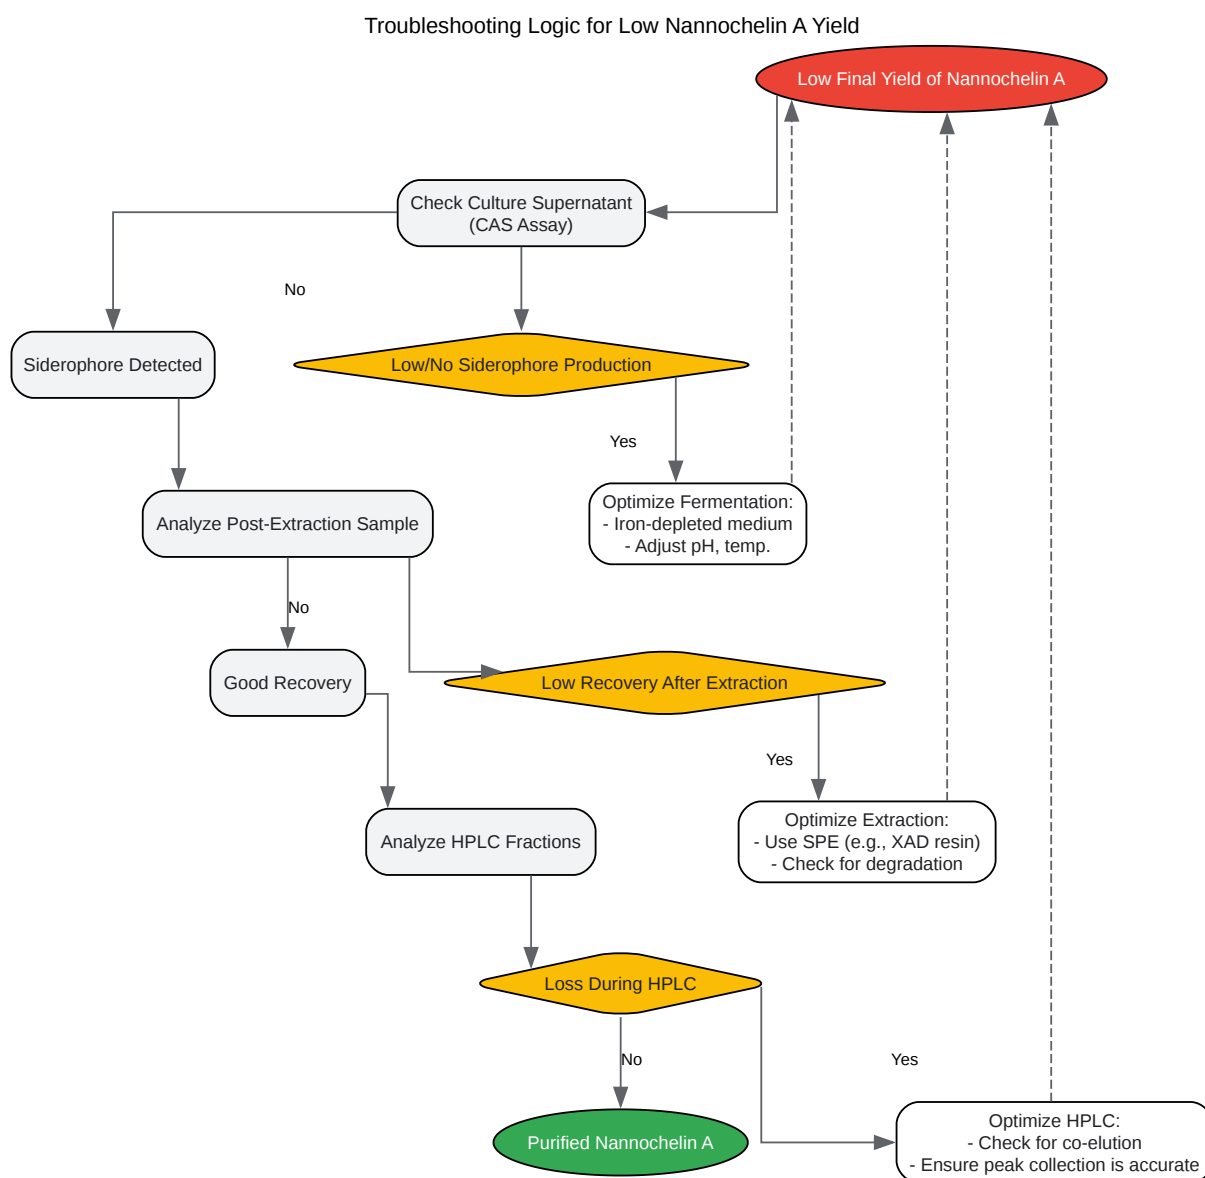 Troubleshooting Logic for Low Nannochelin A Yield
Low Final Yield of Nannochelin A
Check Culture Supernatant
(CAS Assay)
No
Siderophore Detected
Low/No Siderophore Production
Yes
Analyze Post-Extraction Sample
Optimize Fermentation:
- Iron-depleted medium
- Adjust pH, temp.
No
Good Recovery
Low Recovery After Extraction
Yes
Analyze HPLC Fractions
Optimize Extraction:
- Use SPE (e.g., XAD resin)
- Check for degradation
Loss During HPLC
No
Yes
Purified Nannochelin A
Optimize HPLC:
- Check for co-elution
- Ensure peak collection is accurate